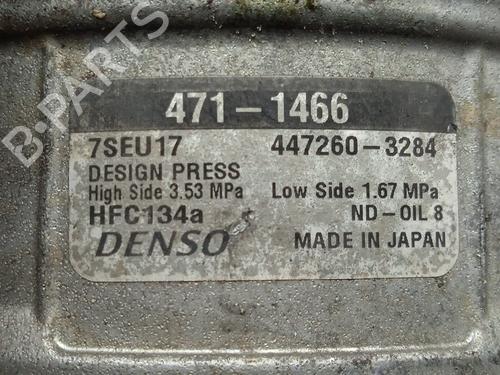 471-1466
7SEU17 447260-3284
DESIGN PRESS
High Side 3.53 MPa Low Side 1.67 MPa
HFC134a ND-OIL 8
DENSO MADE IN JAPAN
B-PARTS